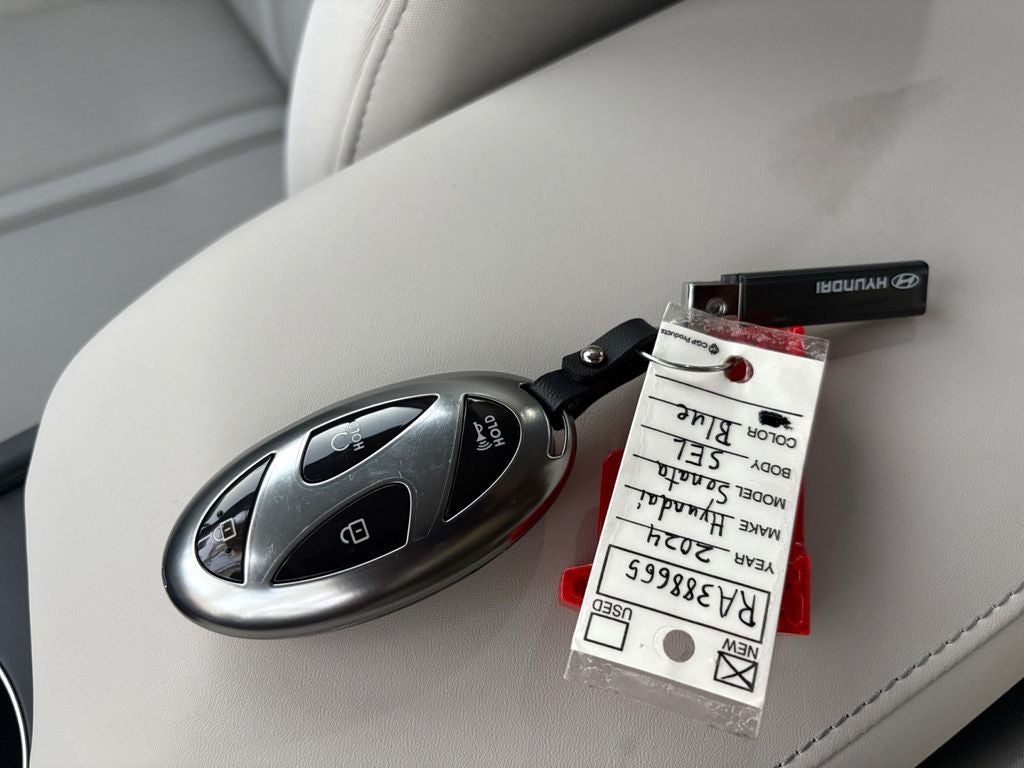 HYUNDAI
HOLD
HOLD
NEW
USED
RA388665
YEAR 2024
MAKE Hyundai
MODEL Sonata
BODY SEL
COLOR Blue
CGP Products